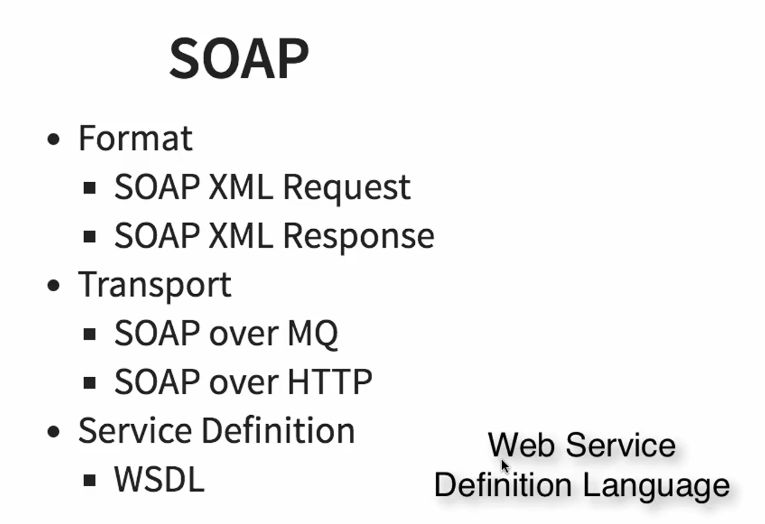 SOAP
• Format
▪ SOAP XML Request
▪ SOAP XML Response
• Transport
▪ SOAP over MQ
▪ SOAP over HTTP
• Service Definition
▪ WSDL
Web Service
Definition Language